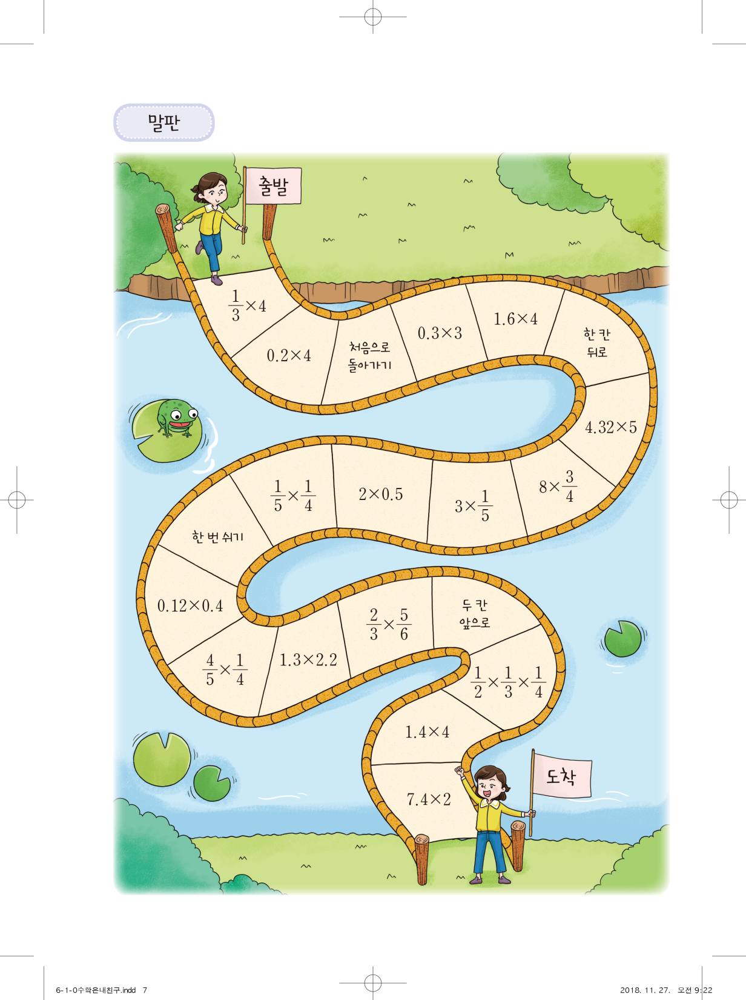 말판
출발
1/3×4
0.2×4
처음으로
돌아가기
0.3×3
1.6×4
한 칸
뒤로
4.32×5
8×3/4
3×1/5
2×0.5
1/5×1/4
한 번 쉬기
0.12×0.4
4/5×1/4
1.3×2.2
2/3×5/6
두 칸
앞으로
1/2×1/3×1/4
1.4×4
7.4×2
도착
6-1-0수학은내친구.indd 7
2018. 11. 27. 오전 9:22